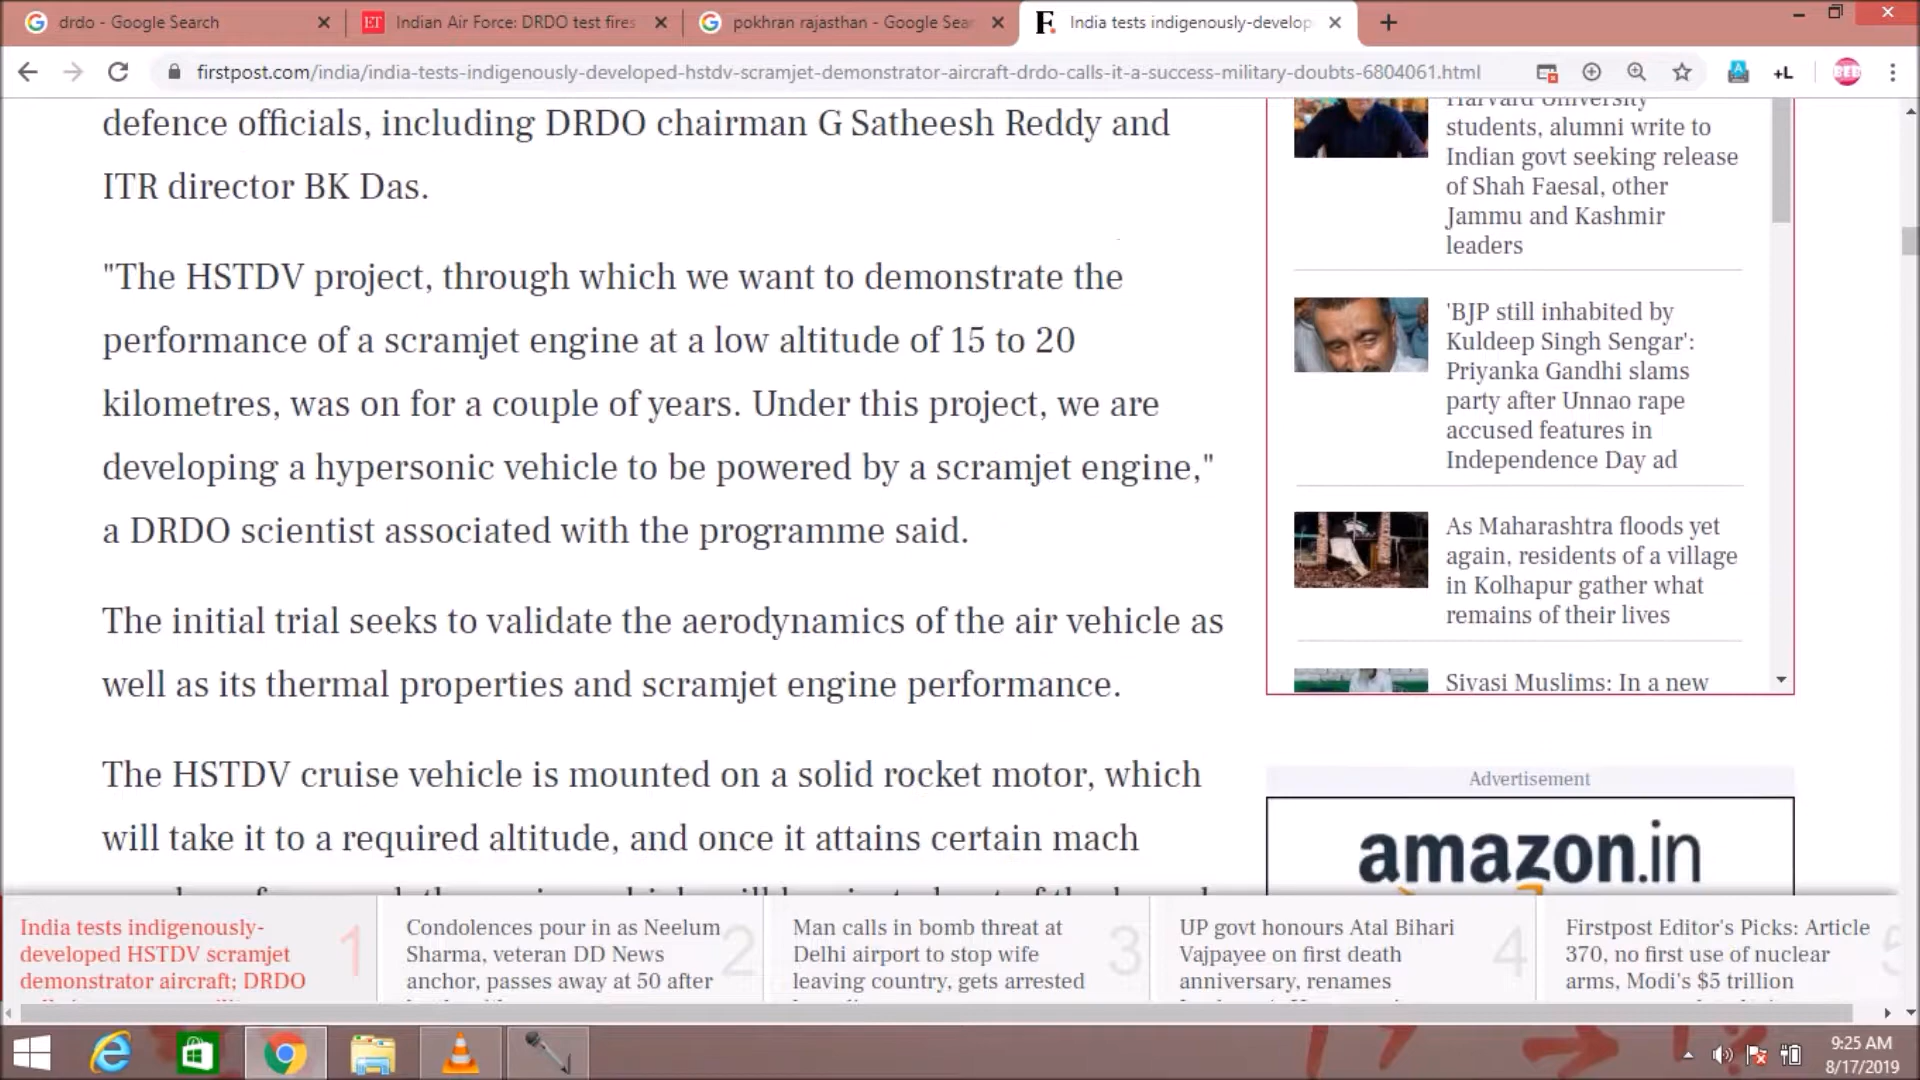 drdo - Google Search
Indian Air Force: DRDO test fires
pokhran rajasthan - Google Sear
India tests indigenously-develop
firstpost.com/india/india-tests-indigenously-developed-hstdv-scramjet-demonstrator-aircraft-drdo-calls-it-a-success-military-doubts-6804061.html
+L
defence officials, including DRDO chairman G Satheesh Reddy and
ITR director BK Das.
"The HSTDV project, through which we want to demonstrate the
performance of a scramjet engine at a low altitude of 15 to 20
kilometres, was on for a couple of years. Under this project, we are
developing a hypersonic vehicle to be powered by a scramjet engine,"
a DRDO scientist associated with the programme said.
The initial trial seeks to validate the aerodynamics of the air vehicle as
well as its thermal properties and scramjet engine performance.
The HSTDV cruise vehicle is mounted on a solid rocket motor, which
will take it to a required altitude, and once it attains certain mach
Harvard University
students, alumni write to
Indian govt seeking release
of Shah Faesal, other
Jammu and Kashmir
leaders
'BJP still inhabited by
Kuldeep Singh Sengar':
Priyanka Gandhi slams
party after Unnao rape
accused features in
Independence Day ad
As Maharashtra floods yet
again, residents of a village
in Kolhapur gather what
remains of their lives
Sivasi Muslims: In a new
Advertisement
amazon.in
India tests indigenously-
developed HSTDV scramjet
demonstrator aircraft; DRDO
1
Condolences pour in as Neelum
Sharma, veteran DD News
anchor, passes away at 50 after
2
Man calls in bomb threat at
Delhi airport to stop wife
leaving country, gets arrested
3
UP govt honours Atal Bihari
Vajpayee on first death
anniversary, renames
4
Firstpost Editor's Picks: Article
370, no first use of nuclear
arms, Modi's $5 trillion
5
9:25 AM
8/17/2019